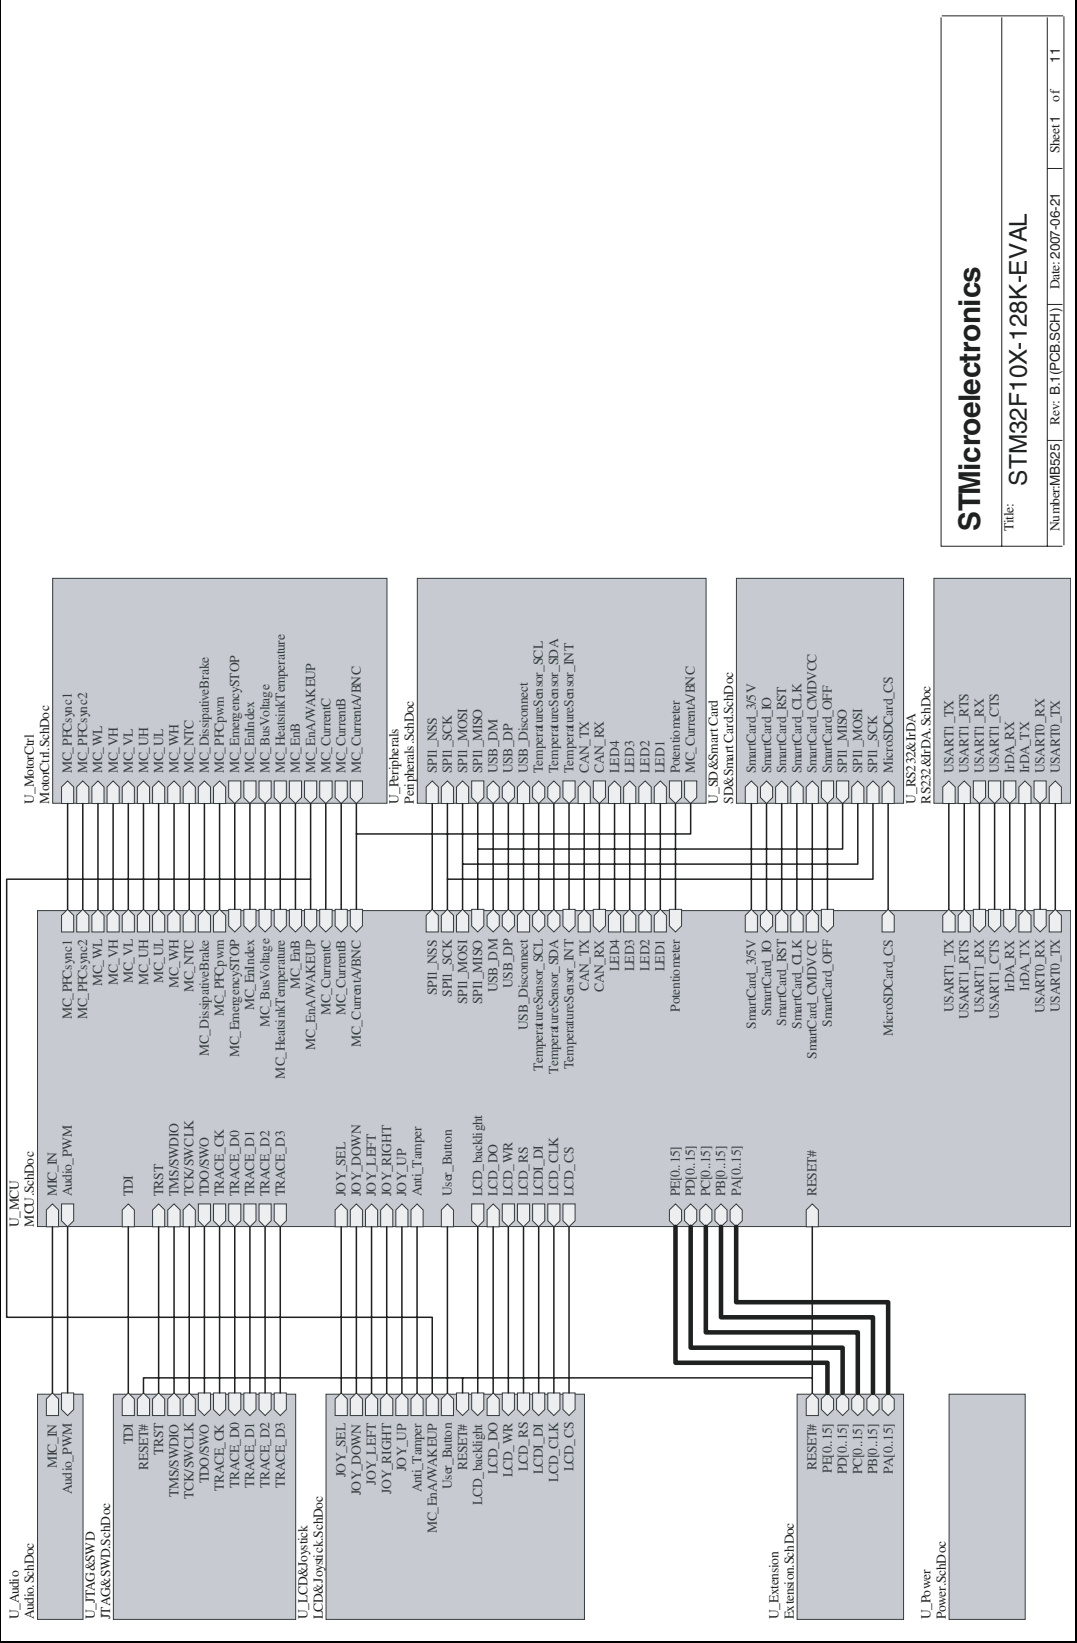 U_Audio
Audio.SchDoc
MIC_IN
Audio_PWM
U_JTAG&SWD
JTAG&SWD.SchDoc
TDI
RESET#
TRST
TMS/SWDIO
TCK/SWCLK
TDO/SWO
TRACE_CK
TRACE_D0
TRACE_D1
TRACE_D2
TRACE_D3
U_LCD&Joystick
LCD&Joystick.SchDoc
JOY_SEL
JOY_DOWN
JOY_LEFT
JOY_RIGHT
JOY_UP
Anti_Tamper
MC_EnA/WAKEUP
User_Button
RESET#
LCD_backlight
LCD_DO
LCD_WR
LCD_RS
LCDI_DI
LCD_CLK
LCD_CS
U_Extension
Extension.SchDoc
RESET#
PE[0..15]
PD[0..15]
PC[0..15]
PB[0..15]
PA[0..15]
U_Power
Power.SchDoc
U_MCU
MCU.SchDoc
MIC_IN
Audio_PWM
TDI
TRST
TMS/SWDIO
TCK/SWCLK
TDO/SWO
TRACE_CK
TRACE_D0
TRACE_D1
TRACE_D2
TRACE_D3
JOY_SEL
JOY_DOWN
JOY_LEFT
JOY_RIGHT
JOY_UP
Anti_Tamper
User_Button
LCD_backlight
LCD_DO
LCD_WR
LCD_RS
LCDI_DI
LCD_CLK
LCD_CS
PE[0..15]
PD[0..15]
PC[0..15]
PB[0..15]
PA[0..15]
RESET#
MC_PFCsync1
MC_PFCsync2
MC_WL
MC_VH
MC_VL
MC_UH
MC_UL
MC_WH
MC_NTC
MC_DissipativeBrake
MC_PFCpwm
MC_EmergencySTOP
MC_EnIndex
MC_BusVoltage
MC_HeatsinkTemperature
MC_EnB
MC_EnA/WAKEUP
MC_CurrentC
MC_CurrentB
MC_CurrentA/BNC
SPI1_NSS
SPI1_SCK
SPI1_MOSI
SPI1_MISO
USB_DM
USB_DP
USB_Disconnect
TemperatureSensor_SCL
TemperatureSensor_SDA
TemperatureSensor_INT
CAN_TX
CAN_RX
LED4
LED3
LED2
LED1
Potentiometer
SmartCard_3/5V
SmartCard_IO
SmartCard_RST
SmartCard_CLK
SmartCard_CMDVCC
SmartCard_OFF
MicroSDCard_CS
USART1_TX
USART1_RTS
USART1_RX
USART1_CTS
IrDA_RX
IrDA_TX
USART0_RX
USART0_TX
U_MotorCtrl
MotorCtrl.SchDoc
MC_PFCsync1
MC_PFCsync2
MC_WL
MC_VH
MC_VL
MC_UH
MC_UL
MC_WH
MC_NTC
MC_DissipativeBrake
MC_PFCpwm
MC_EmergencySTOP
MC_EnIndex
MC_BusVoltage
MC_HeatsinkTemperature
MC_EnB
MC_EnA/WAKEUP
MC_CurrentC
MC_CurrentB
MC_CurrentA/BNC
U_Peripherals
Peripherals.SchDoc
SPI1_NSS
SPI1_SCK
SPI1_MOSI
SPI1_MISO
USB_DM
USB_DP
USB_Disconnect
TemperatureSensor_SCL
TemperatureSensor_SDA
TemperatureSensor_INT
CAN_TX
CAN_RX
LED4
LED3
LED2
LED1
Potentiometer
MC_CurrentA/BNC
U_SD&Smart Card
SD&Smart Card.SchDoc
SmartCard_3/5V
SmartCard_IO
SmartCard_RST
SmartCard_CLK
SmartCard_CMDVCC
SmartCard_OFF
SPI1_MISO
SPI1_MOSI
SPI1_SCK
MicroSDCard_CS
U_RS232&IrDA
RS232&IrDA.SchDoc
USART1_TX
USART1_RTS
USART1_RX
USART1_CTS
IrDA_RX
IrDA_TX
USART0_RX
USART0_TX
STMicroelectronics
Title: STM32F10X-128K-EVAL
Number:MB525 Rev: B.1(PCB.SCH) Date: 2007-06-21 Sheet 1 of 11